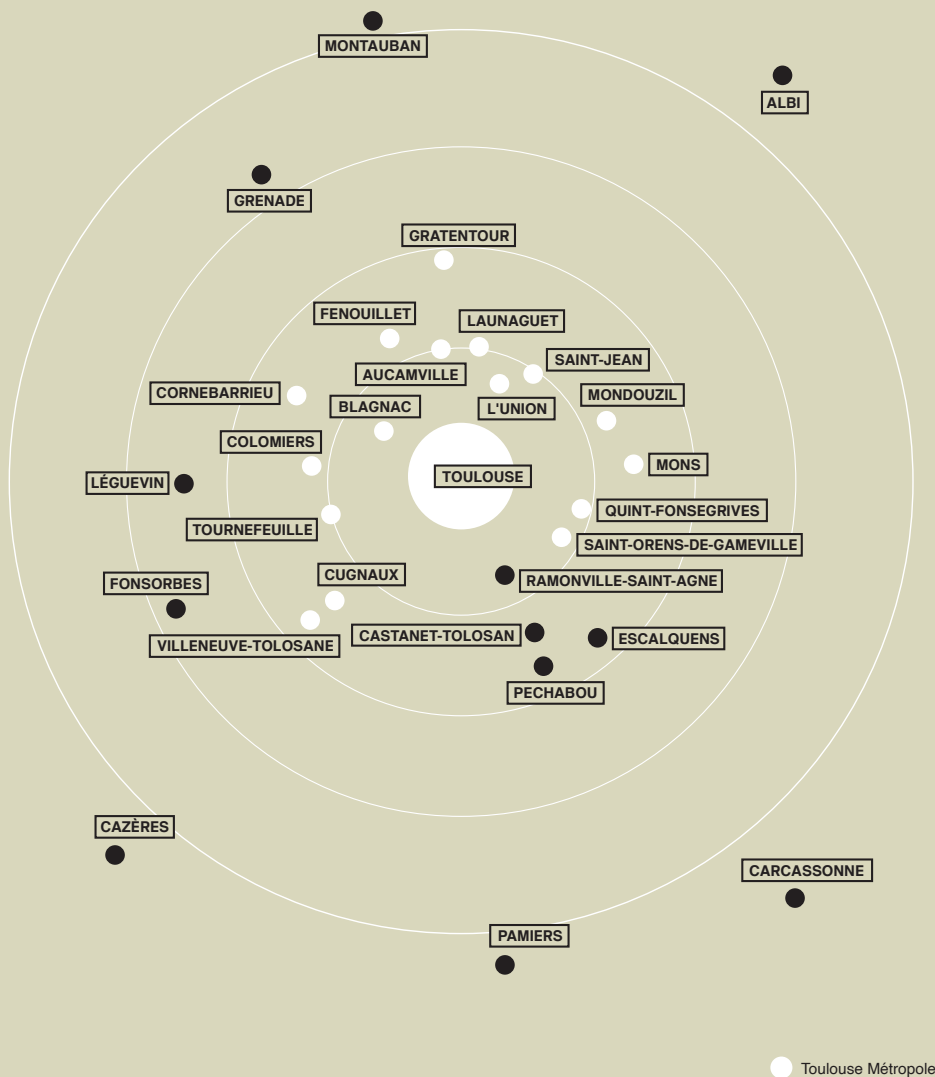 MONTAUBAN
ALBI
GRENADE
GRATENTOUR
FENOUILLET
LAUNAGUET
SAINT-JEAN
AUCAMVILLE
CORNEBARRIEU
MONDOUZIL
BLAGNAC
L'UNION
COLOMIERS
MONS
TOULOUSE
LÉGUEVIN
QUINT-FONSEGRIVES
TOURNEFEUILLE
SAINT-ORENS-DE-GAMEVILLE
CUGNAUX
RAMONVILLE-SAINT-AGNE
FONSORBES
CASTANET-TOLOSAN
ESCALQUENS
VILLENEUVE-TOLOSANE
PECHABOU
CAZÈRES
CARCASSONNE
PAMIERS
Toulouse Métropole